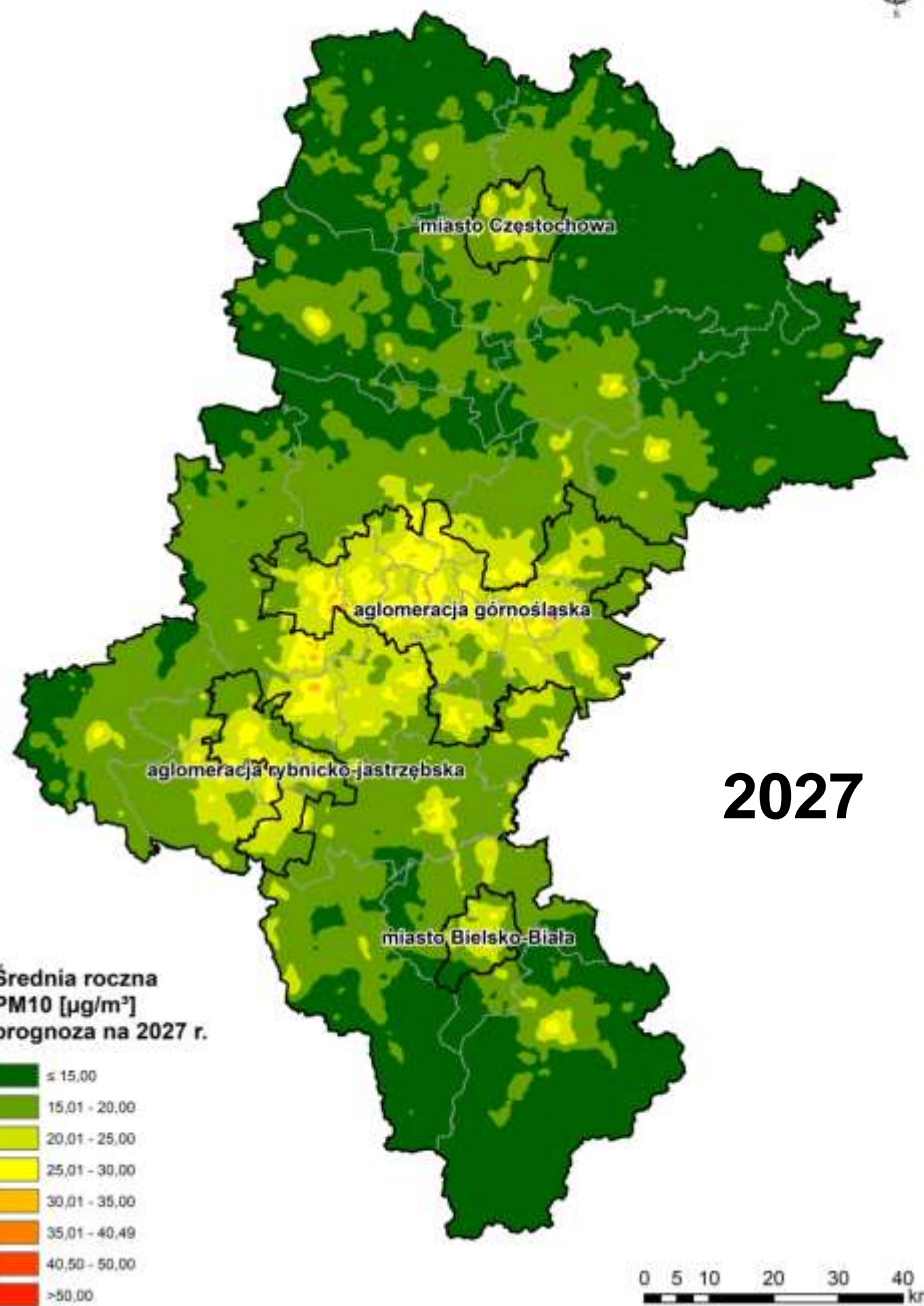 miasto Częstochowa
aglomeracja górnośląska
aglomeracja rybnicko-jastrzębska
2027
miasto Bielsko-Biała
Średnia roczna
PM10 [µg/m³]
prognoza na 2027 r.
≤ 15,00
15,01 - 20,00
20,01 - 25,00
25,01 - 30,00
30,01 - 35,00
35,01 - 40,49
40,50 - 50,00
>50,00
0 5 10 20 30 40